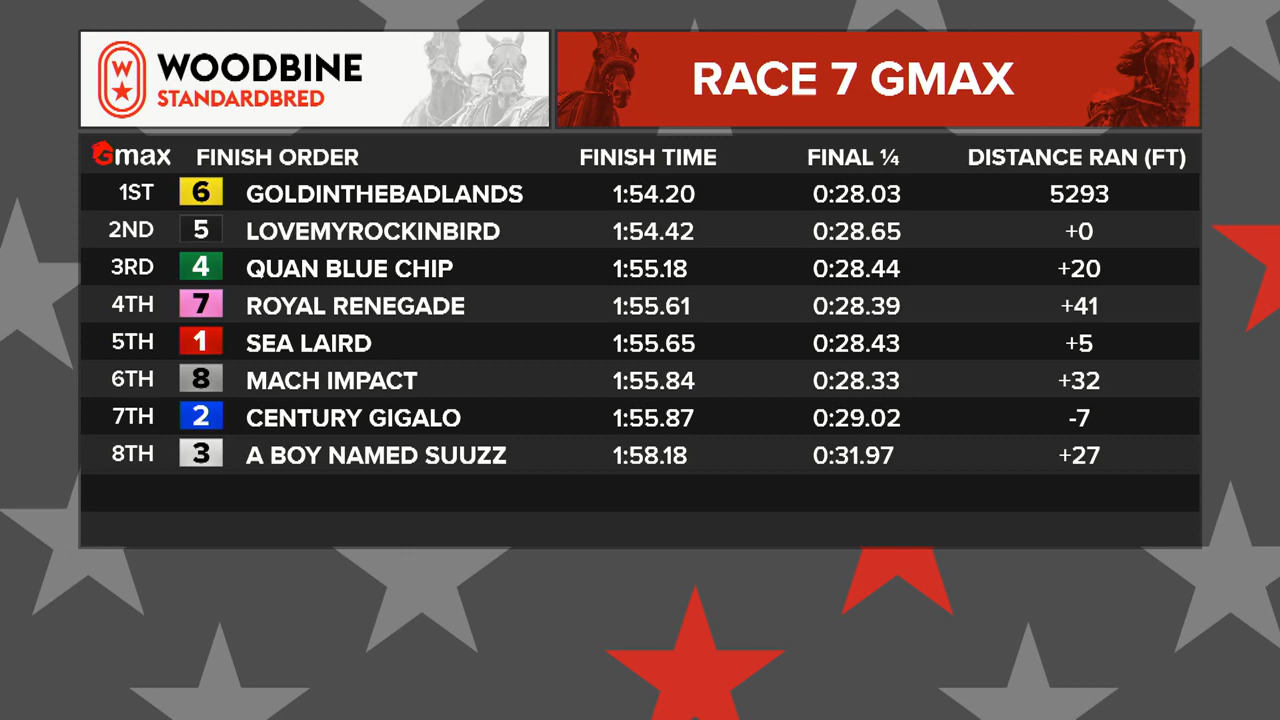 W
WOODBINE
STANDARDBRED
RACE 7 GMAX
Gmax FINISH ORDER FINISH TIME FINAL ¼ DISTANCE RAN (FT)
1ST 6 GOLDINTHEBADLANDS 1:54.20 0:28.03 5293
2ND 5 LOVEMYROCKINBIRD 1:54.42 0:28.65 +0
3RD 4 QUAN BLUE CHIP 1:55.18 0:28.44 +20
4TH 7 ROYAL RENEGADE 1:55.61 0:28.39 +41
5TH 1 SEA LAIRD 1:55.65 0:28.43 +5
6TH 8 MACH IMPACT 1:55.84 0:28.33 +32
7TH 2 CENTURY GIGALO 1:55.87 0:29.02 -7
8TH 3 A BOY NAMED SUUZZ 1:58.18 0:31.97 +27